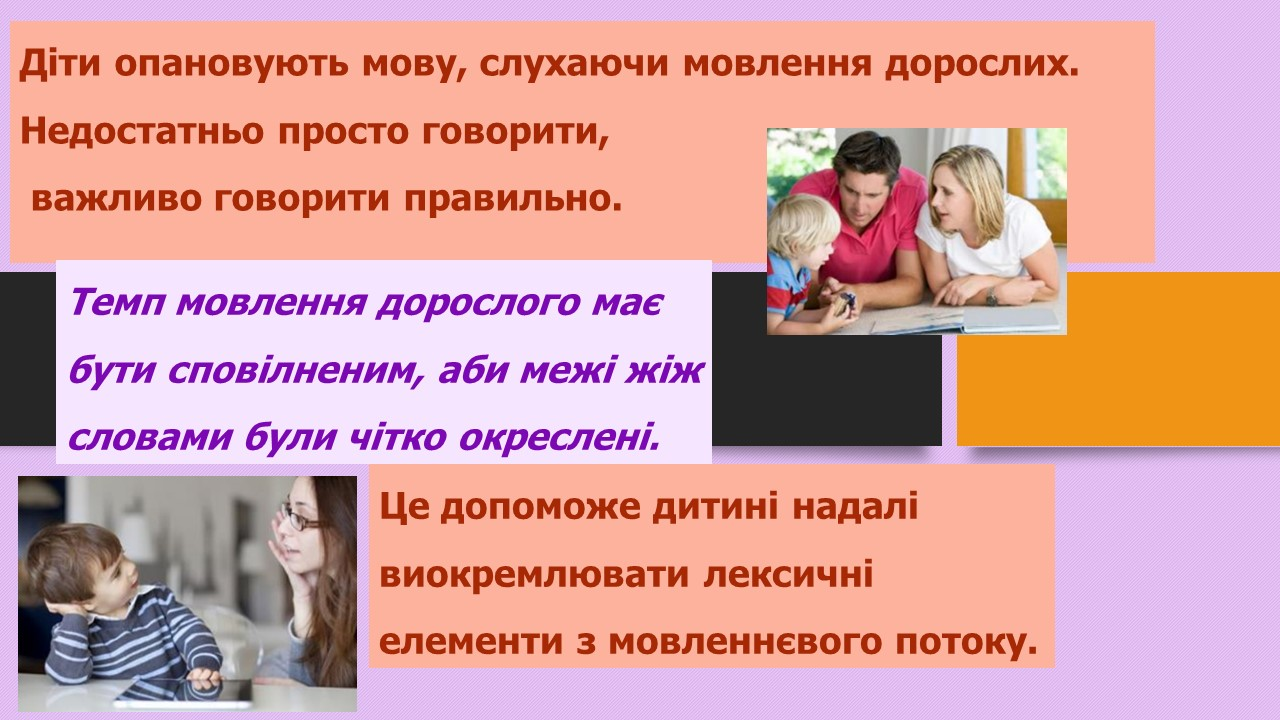 Діти опановують мову, слухаючи мовлення дорослих.
Недостатньо просто говорити,
важливо говорити правильно.
Темп мовлення дорослого має
бути сповілненим, аби межі жіж
словами були чітко окреслені.
Це допоможе дитині надалі
виокремлювати лексичні
елементи з мовленнєвого потоку.